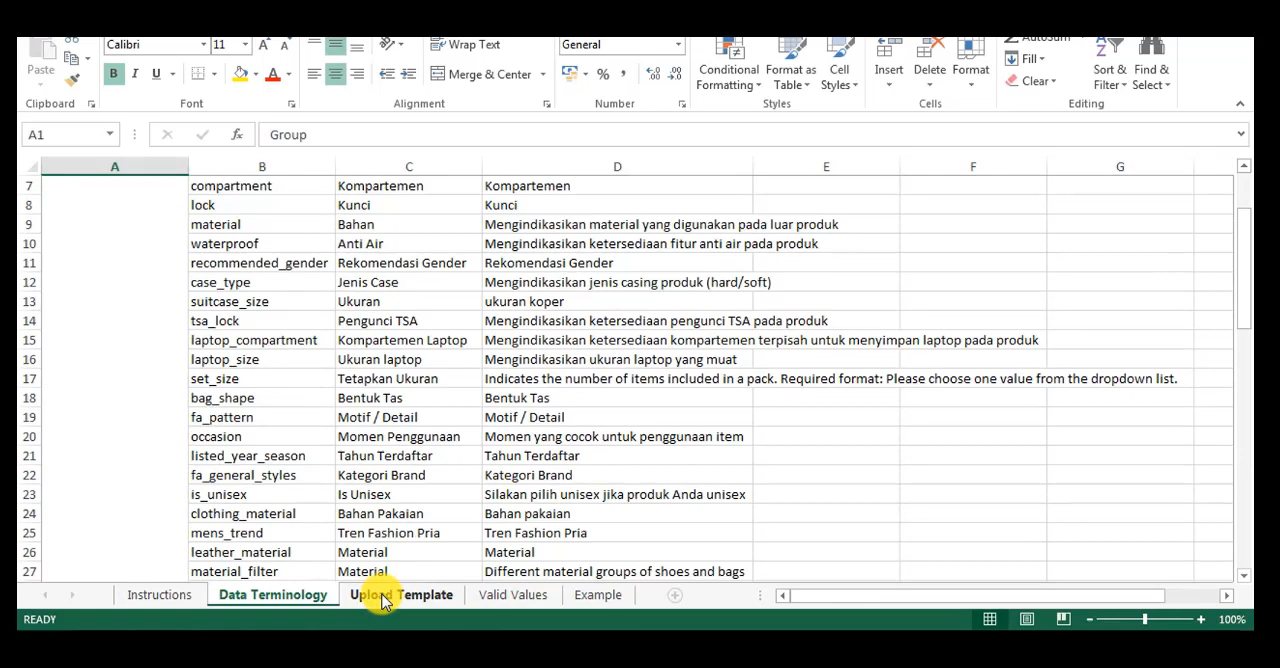 Calibri 11 A A Wrap Text General AutoSum
Paste B I U A Merge & Center % Conditional Formatting Format as Table Cell Styles Insert Delete Format Fill Clear Sort & Filter Find & Select
Clipboard Font Alignment Number Styles Cells Editing
A1 fx Group
A B C D E F G
7 compartment Kompartemen Kompartemen
8 lock Kunci Kunci
9 material Bahan Mengindikasikan material yang digunakan pada luar produk
10 waterproof Anti Air Mengindikasikan ketersediaan fitur anti air pada produk
11 recommended_gender Rekomendasi Gender Rekomendasi Gender
12 case_type Jenis Case Mengindikasikan jenis casing produk (hard/soft)
13 suitcase_size Ukuran ukuran koper
14 tsa_lock Pengunci TSA Mengindikasikan ketersediaan pengunci TSA pada produk
15 laptop_compartment Kompartemen Laptop Mengindikasikan ketersediaan kompartemen terpisah untuk menyimpan laptop pada produk
16 laptop_size Ukuran laptop Mengindikasikan ukuran laptop yang muat
17 set_size Tetapkan Ukuran Indicates the number of items included in a pack. Required format: Please choose one value from the dropdown list.
18 bag_shape Bentuk Tas Bentuk Tas
19 fa_pattern Motif / Detail Motif / Detail
20 occasion Momen Penggunaan Momen yang cocok untuk penggunaan item
21 listed_year_season Tahun Terdaftar Tahun Terdaftar
22 fa_general_styles Kategori Brand Kategori Brand
23 is_unisex Is Unisex Silakan pilih unisex jika produk Anda unisex
24 clothing_material Bahan Pakaian Bahan pakaian
25 mens_trend Tren Fashion Pria Tren Fashion Pria
26 leather_material Material Material
27 material_filter Material Different material groups of shoes and bags
Instructions Data Terminology Upload Template Valid Values Example
READY 100%